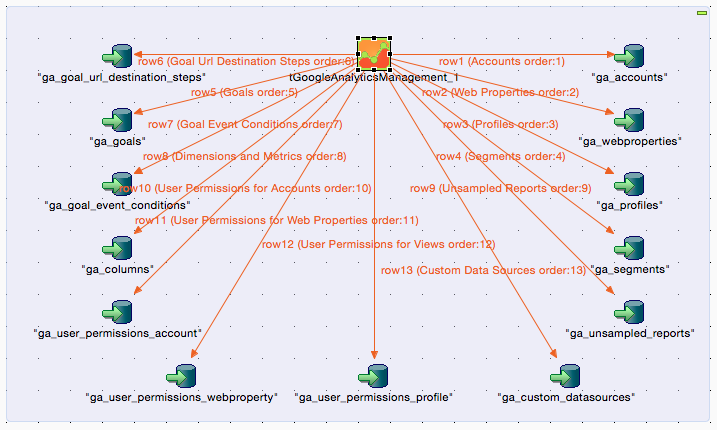 row6 (Goal Url Destination Steps order:6)
row1 (Accounts order:1)
"ga_goal_url_destination_steps"
tGoogleAnalyticsManagement_1
"ga_accounts"
row5 (Goals order:5)
row2 (Web Properties order:2)
row7 (Goal Event Conditions order:7)
row3 (Profiles order:3)
"ga_goals"
"ga_webproperties"
row8 (Dimensions and Metrics order:8)
row4 (Segments order:4)
row10 (User Permissions for Accounts order:10)
row9 (Unsampled Reports order:9)
"ga_goal_event_conditions"
"ga_profiles"
row11 (User Permissions for Web Properties order:11)
row12 (User Permissions for Views order:12)
row13 (Custom Data Sources order:13)
"ga_columns"
"ga_segments"
"ga_user_permissions_account"
"ga_unsampled_reports"
"ga_user_permissions_webproperty"
"ga_user_permissions_profile"
"ga_custom_datasources"